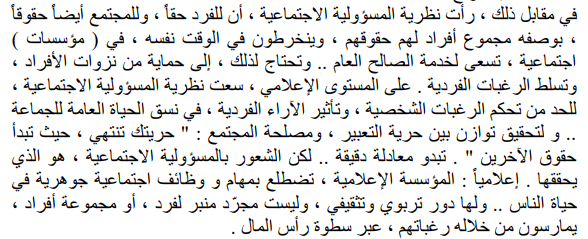 في مقابل ذلك ، رأت نظرية المسؤولية الاجتماعية ، أن للفرد حقاً ، وللمجتمع أيضاً حقوقاً
، بوصفه مجموع أفراد لهم حقوقهم ، وينخرطون في الوقت نفسه ، في ( مؤسسات )
اجتماعية ، تسعى لخدمة الصالح العام .. وتحتاج لذلك ، إلى حماية من نزوات الأفراد ،
وتسلط الرغبات الفردية . على المستوى الإعلامي ، سعت نظرية المسؤولية الاجتماعية ،
للحد من تحكم الرغبات الشخصية ، وتأثير الآراء الفردية ، في نسق الحياة العامة للجماعة
.. و لتحقيق توازن بين حرية التعبير ، ومصلحة المجتمع : " حريتك تنتهي ، حيث تبدأ
حقوق الآخرين " . تبدو معادلة دقيقة .. لكن الشعور بالمسؤولية الاجتماعية ، هو الذي
يحققها . إعلامياً : المؤسسة الإعلامية ، تضطلع بمهام و وظائف اجتماعية جوهرية في
حياة الناس .. ولها دور تربوي وتثقيفي ، وليست مجرّد منبر لفرد ، أو مجموعة أفراد ،
يمارسون من خلاله رغباتهم ، عبر سطوة رأس المال .